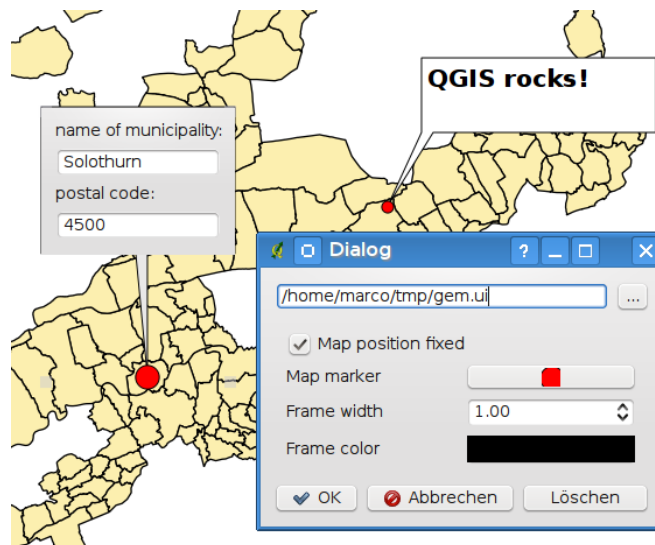 QGIS rocks!
name of municipality:
Solothurn
postal code:
4500
Dialog
/home/marco/tmp/gem.ui
...
Map position fixed
Map marker
Frame width 1.00
Frame color
OK Abbrechen Löschen